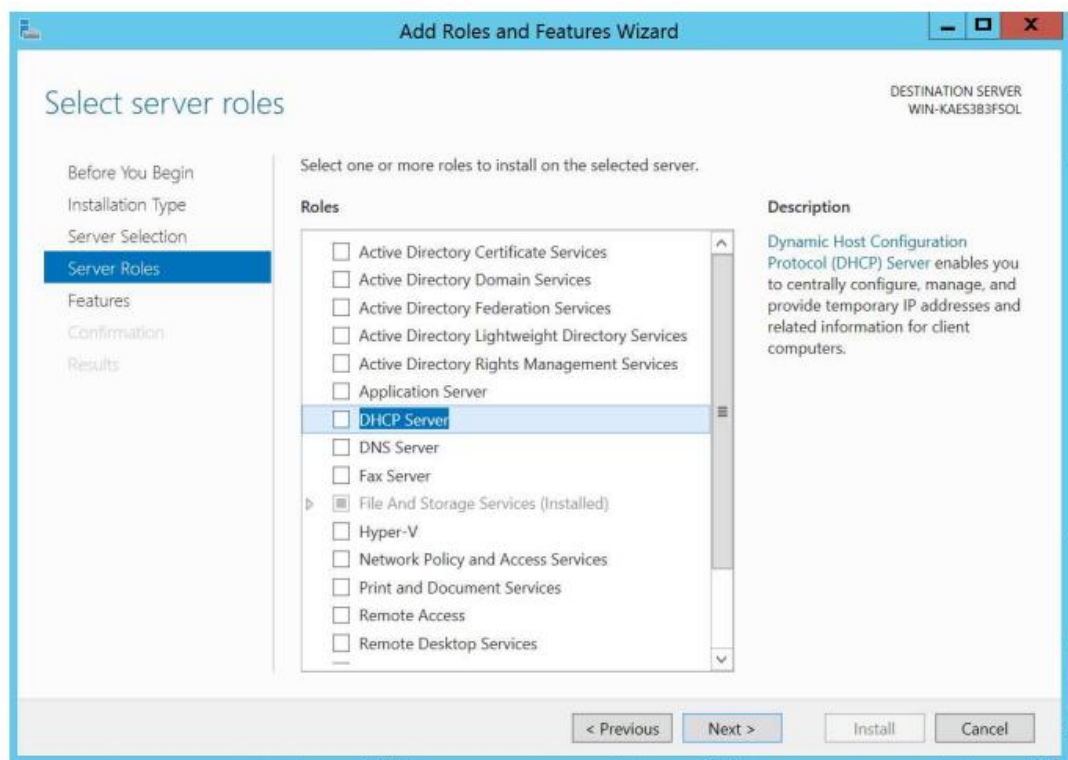 Add Roles and Features Wizard
Select server roles
DESTINATION SERVER
WIN-KAES3B3FSOL
Before You Begin
Installation Type
Server Selection
Server Roles
Features
Confirmation
Results
Select one or more roles to install on the selected server.
Roles
Active Directory Certificate Services
Active Directory Domain Services
Active Directory Federation Services
Active Directory Lightweight Directory Services
Active Directory Rights Management Services
Application Server
DHCP Server
DNS Server
Fax Server
File And Storage Services (Installed)
Hyper-V
Network Policy and Access Services
Print and Document Services
Remote Access
Remote Desktop Services
Description
Dynamic Host Configuration
Protocol (DHCP) Server enables you
to centrally configure, manage, and
provide temporary IP addresses and
related information for client
computers.
< Previous
Next >
Install
Cancel